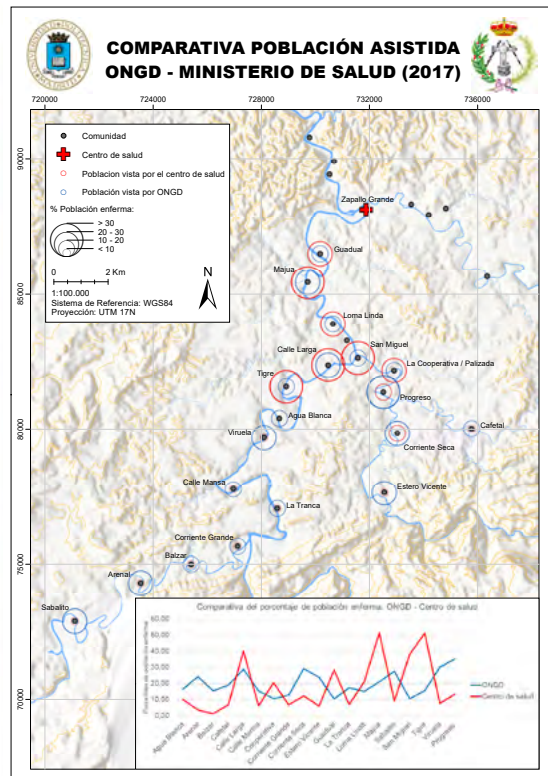 COMPARATIVA POBLACIÓN ASISTIDA
ONGD - MINISTERIO DE SALUD (2017)
720000
724000
728000
732000
736000
90000
85000
80000
75000
70000
Comunidad
Centro de salud
Poblacion vista por el centro de salud
Población vista por ONGD
% Población enferma:
> 30
20 - 30
10 - 20
< 10
0
2 Km
1:100.000
N
Sistema de Referencia: WGS84
Proyección: UTM 17N
Zapallo Grande
Guadual
Majua
Loma Linda
San Miguel
Calle Larga
La Cooperativa / Palizada
Tigre
Progreso
Agua Blanca
Cafetal
Viruela
Corriente Seca
Calle Mansa
Estero Vicente
La Tranca
Corriente Grande
Balzar
Arenal
Sabalito
Comparativa del porcentaje de población enferma. ONGD - Centro de salud
60,00
50,00
40,00
30,00
20,00
10,00
0,00
Agua Blanca
Arenal
Balzar
Cafetal
Calle Larga
Calle Mansa
Cooperativa
Corriente Grande
Corriente Seca
Estero Vicente
Guadual
La Tranca
Loma Linda
Majua
Sabalito
San Miguel
Tigre
Viruela
Progreso
ONGD
Centro de salud